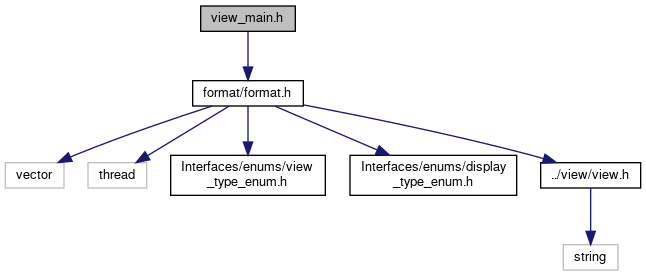 view_main.h
format/format.h
vector
thread
Interfaces/enums/view
_type_enum.h
Interfaces/enums/display
_type_enum.h
../view/view.h
string